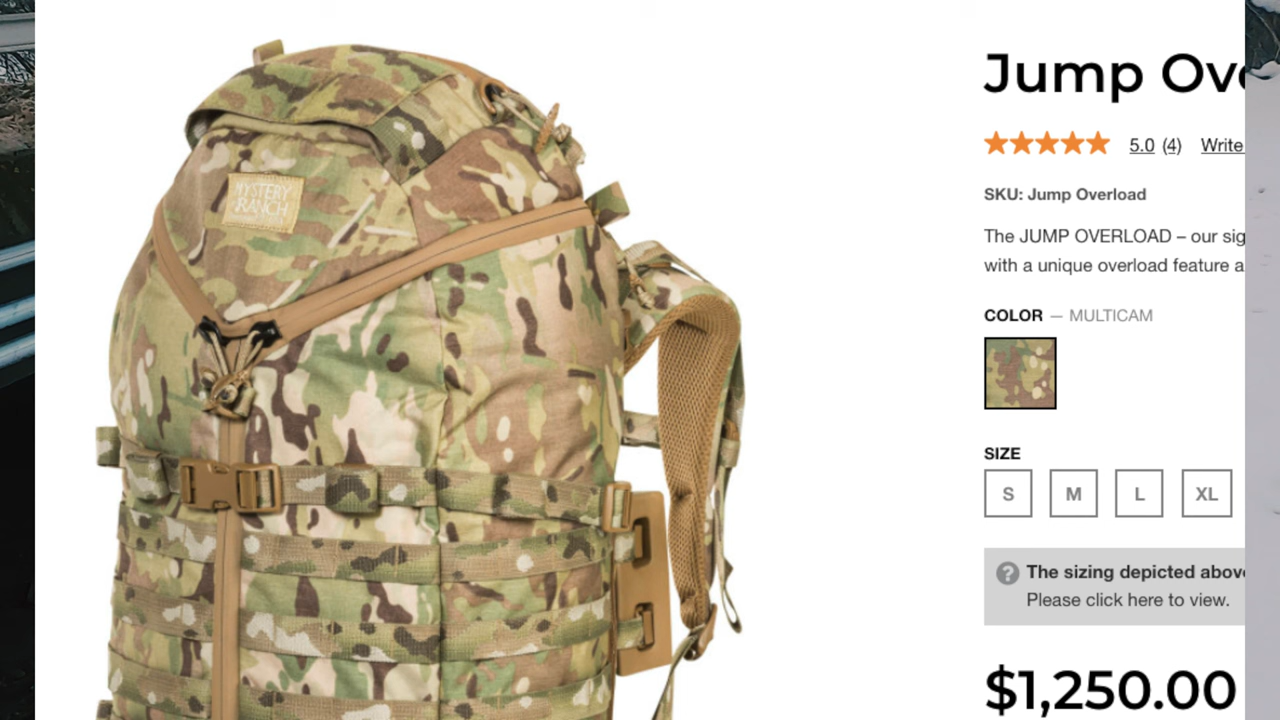 MYSTERY
RANCH
Jump Ov
5.0 (4) Write
SKU: Jump Overload
The JUMP OVERLOAD – our sig
with a unique overload feature a
COLOR — MULTICAM
SIZE
S M L XL
? The sizing depicted above
Please click here to view.
$1,250.00